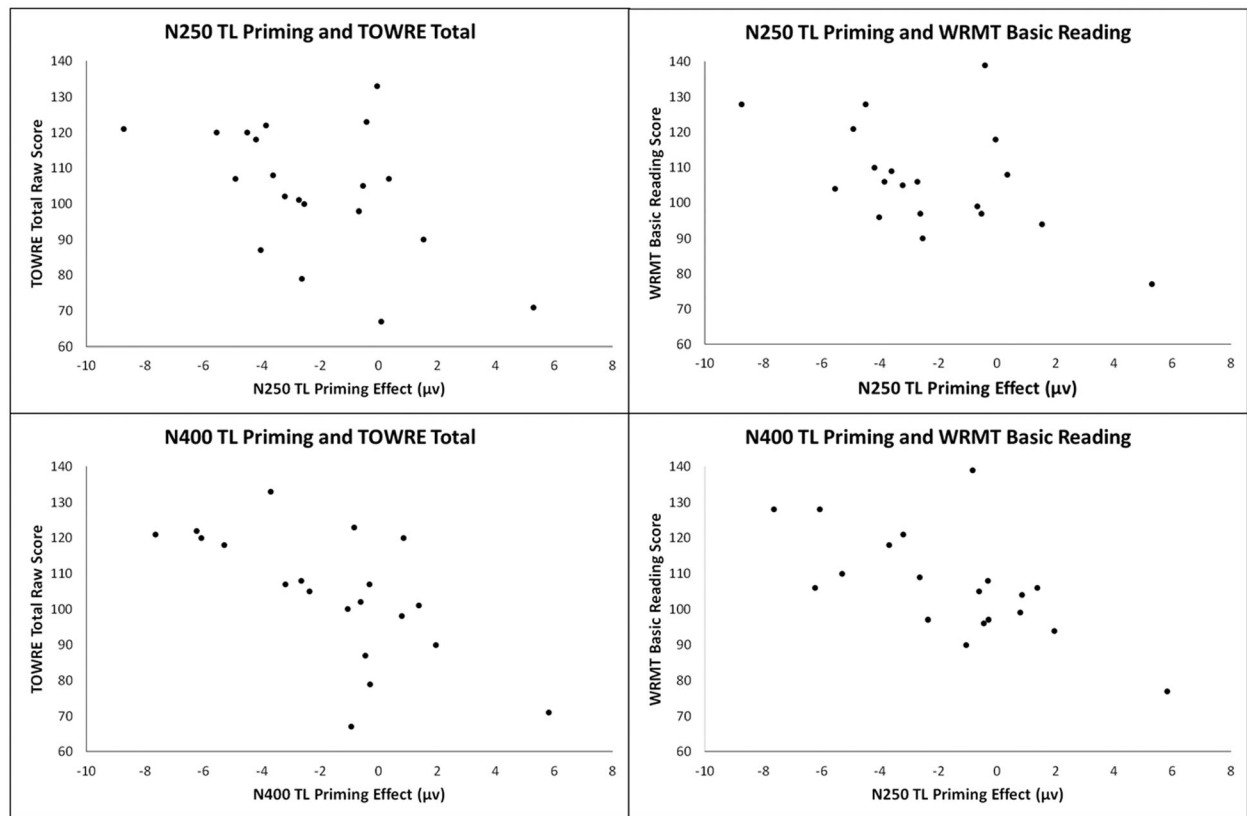 N250 TL Priming and TOWRE Total
TOWRE Total Raw Score
140
130
120
110
100
90
80
70
60
-10 -8 -6 -4 -2 0 2 4 6 8
N250 TL Priming Effect (μv)
N250 TL Priming and WRMT Basic Reading
WRMT Basic Reading Score
140
130
120
110
100
90
80
70
60
-10 -8 -6 -4 -2 0 2 4 6 8
N250 TL Priming Effect (μv)
N400 TL Priming and TOWRE Total
TOWRE Total Raw Score
140
130
120
110
100
90
80
70
60
-10 -8 -6 -4 -2 0 2 4 6 8
N400 TL Priming Effect (μv)
N400 TL Priming and WRMT Basic Reading
WRMT Basic Reading Score
140
130
120
110
100
90
80
70
60
-10 -8 -6 -4 -2 0 2 4 6 8
N250 TL Priming Effect (μv)